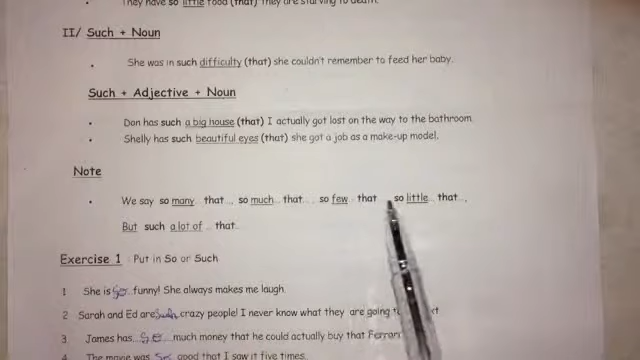 They have so little food (that) they are starving to death.
II/ Such + Noun
She was in such difficulty (that) she couldn't remember to feed her baby.
Such + Adjective + Noun
Dan has such a big house (that) I actually got lost on the way to the bathroom.
Shelly has such beautiful eyes (that) she got a job as a make-up model.
Note
We say so many.. that..., so much... that..., so few... that so little... that...,
But such a lot of ... that..
Exercise 1 Put in So or Such
1 She is So funny! She always makes me laugh.
2 Sarah and Ed are Such crazy people! I never know what they are going
3 James has So much money that he could actually buy that Ferrari
4 The movie was So good that I saw it five times.